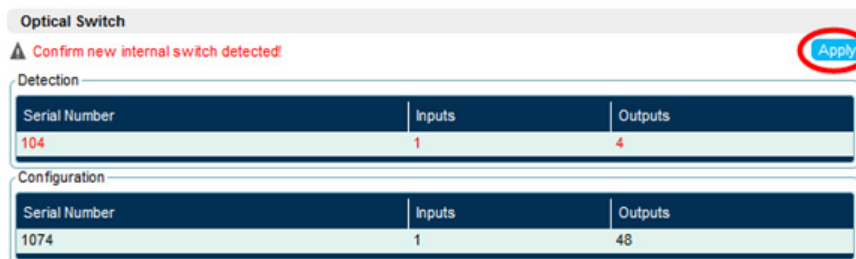 Optical Switch
Confirm new internal switch detected! Apply
Detection
Serial Number Inputs Outputs
104 1 4
Configuration
Serial Number Inputs Outputs
1074 1 48